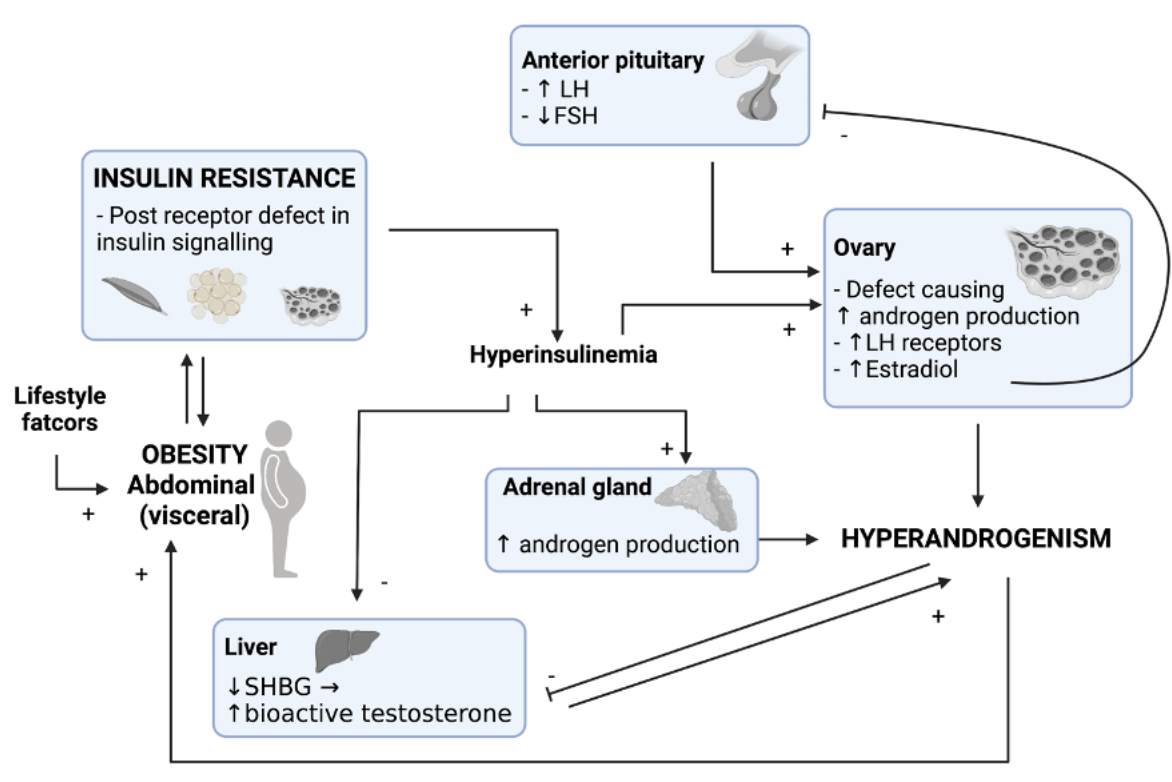 Anterior pituitary
- ↑ LH
- ↓FSH
-
INSULIN RESISTANCE
- Post receptor defect in
insulin signalling
+
Ovary
- Defect causing
↑ androgen production
- ↑LH receptors
- ↑Estradiol
+
+
Hyperinsulinemia
Lifestyle
fatcors
+
OBESITY
Abdominal
(visceral)
+
Adrenal gland
↑ androgen production
HYPERANDROGENISM
+
-
+
-
Liver
↓SHBG →
↑bioactive testosterone